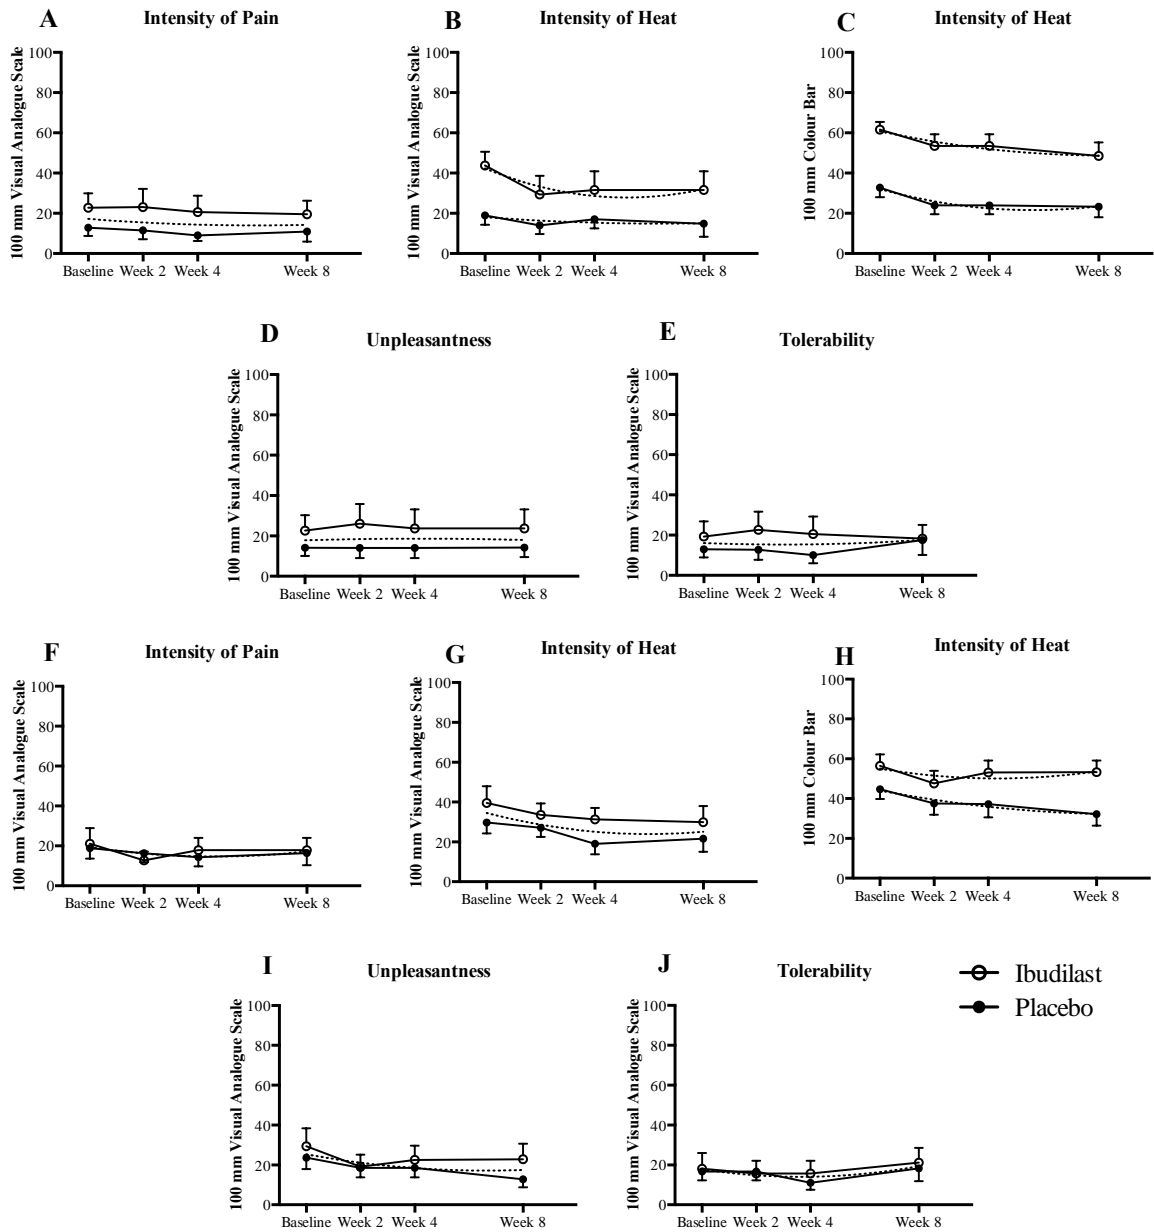 A Intensity of Pain
100 mm Visual Analogue Scale
100
80
60
40
20
0
Baseline Week 2 Week 4 Week 8
B Intensity of Heat
100 mm Visual Analogue Scale
100
80
60
40
20
0
Baseline Week 2 Week 4 Week 8
C Intensity of Heat
100 mm Colour Bar
100
80
60
40
20
0
Baseline Week 2 Week 4 Week 8
D Unpleasantness
100 mm Visual Analogue Scale
100
80
60
40
20
0
Baseline Week 2 Week 4 Week 8
E Tolerability
100 mm Visual Analogue Scale
100
80
60
40
20
0
Baseline Week 2 Week 4 Week 8
F Intensity of Pain
100 mm Visual Analogue Scale
100
80
60
40
20
0
Baseline Week 2 Week 4 Week 8
G Intensity of Heat
100 mm Visual Analogue Scale
100
80
60
40
20
0
Baseline Week 2 Week 4 Week 8
H Intensity of Heat
100 mm Colour Bar
100
80
60
40
20
0
Baseline Week 2 Week 4 Week 8
I Unpleasantness
100 mm Visual Analogue Scale
100
80
60
40
20
0
Baseline Week 2 Week 4 Week 8
J Tolerability
100 mm Visual Analogue Scale
100
80
60
40
20
0
Baseline Week 2 Week 4 Week 8
Ibudilast
Placebo